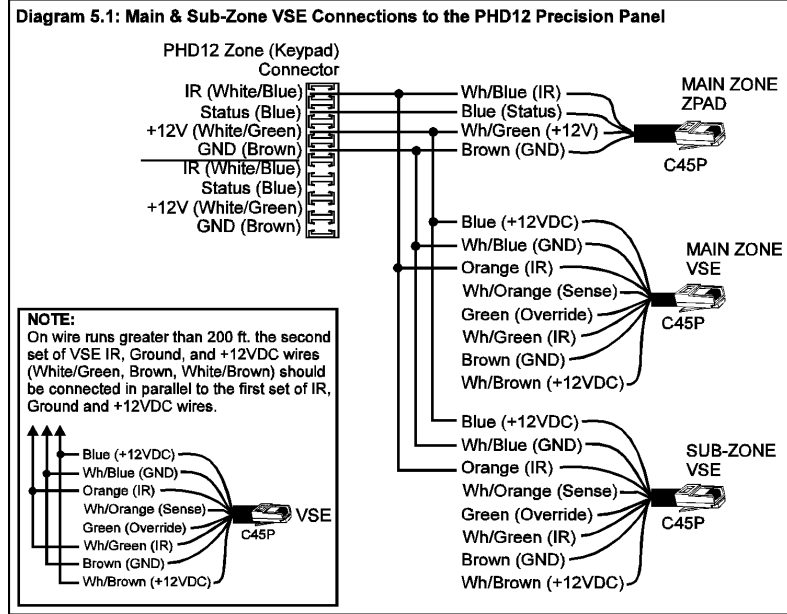 Diagram 5.1: Main & Sub-Zone VSE Connections to the PHD12 Precision Panel
PHD12 Zone (Keypad)
Connector
IR (White/Blue)
Status (Blue)
+12V (White/Green)
GND (Brown)
IR (White/Blue)
Status (Blue)
+12V (White/Green)
GND (Brown)
Wh/Blue (IR)
Blue (Status)
Wh/Green (+12V)
Brown (GND)
MAIN ZONE
ZPAD
C45P
Blue (+12VDC)
Wh/Blue (GND)
Orange (IR)
Wh/Orange (Sense)
Green (Override)
Wh/Green (IR)
Brown (GND)
Wh/Brown (+12VDC)
MAIN ZONE
VSE
C45P
Blue (+12VDC)
Wh/Blue (GND)
Orange (IR)
Wh/Orange (Sense)
Green (Override)
Wh/Green (IR)
Brown (GND)
Wh/Brown (+12VDC)
SUB-ZONE
VSE
C45P
NOTE:
On wire runs greater than 200 ft. the second
set of VSE IR, Ground, and +12VDC wires
(White/Green, Brown, White/Brown) should
be connected in parallel to the first set of IR,
Ground and +12VDC wires.
Blue (+12VDC)
Wh/Blue (GND)
Orange (IR)
Wh/Orange (Sense)
Green (Override)
Wh/Green (IR)
Brown (GND)
Wh/Brown (+12VDC)
VSE
C45P